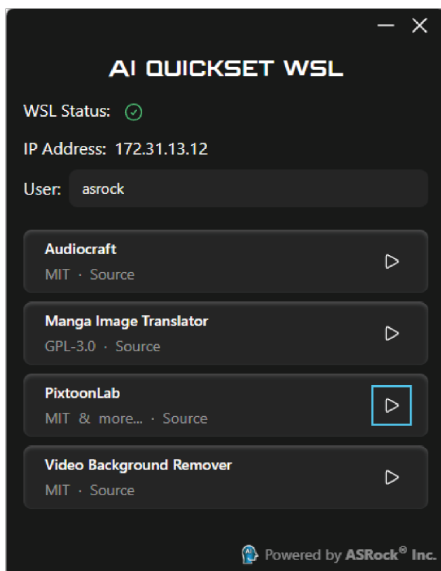 AI QUICKSET WSL
WSL Status:
IP Address: 172.31.13.12
User: asrock
Audiocraft
MIT · Source
Manga Image Translator
GPL-3.0 · Source
PixtoonLab
MIT & more... · Source
Video Background Remover
MIT · Source
Powered by ASRock® Inc.